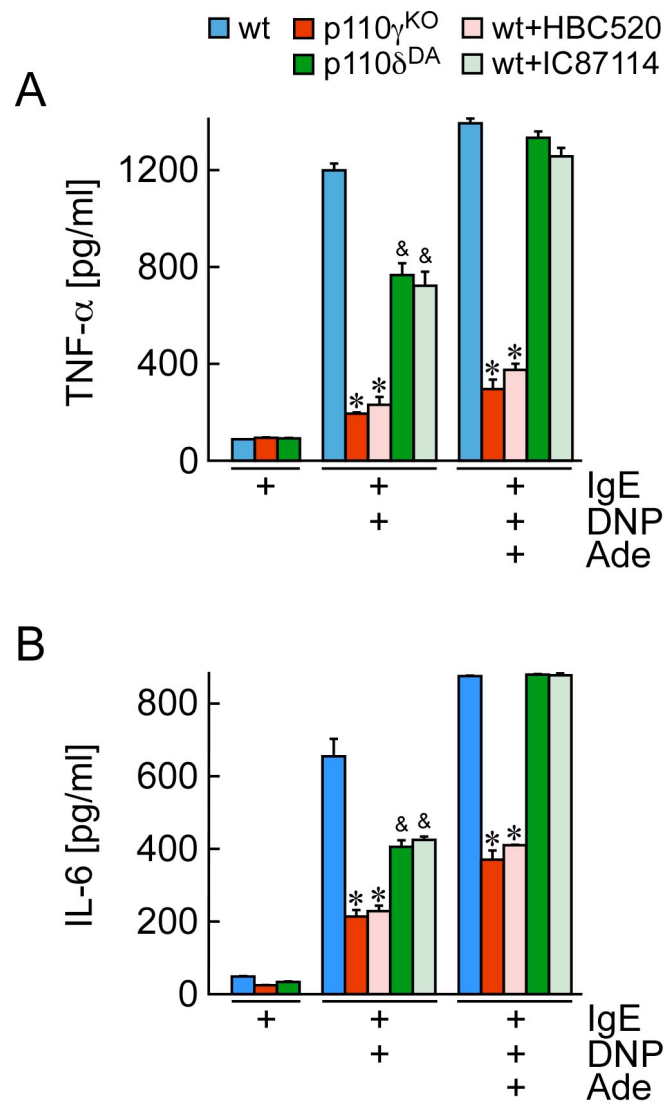 wt p110γKO wt+HBC520
p110δDA wt+IC87114
A
TNF-α [pg/ml]
1200
800
400
0
& &
* *
* *
+ + + IgE
+ + DNP
+ Ade
B
IL-6 [pg/ml]
800
600
400
200
0
& &
* *
* *
+ + + IgE
+ + DNP
+ Ade